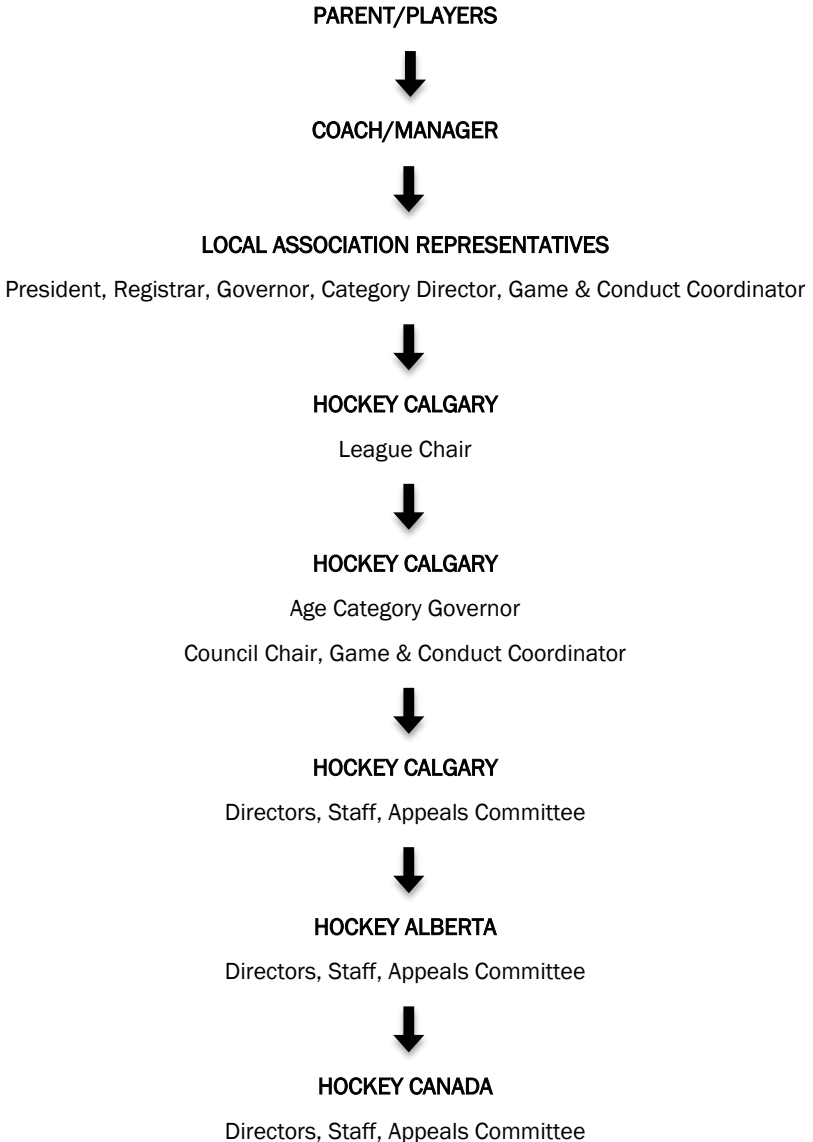 PARENT/PLAYERS
COACH/MANAGER
LOCAL ASSOCIATION REPRESENTATIVES
President, Registrar, Governor, Category Director, Game & Conduct Coordinator
HOCKEY CALGARY
League Chair
HOCKEY CALGARY
Age Category Governor
Council Chair, Game & Conduct Coordinator
HOCKEY CALGARY
Directors, Staff, Appeals Committee
HOCKEY ALBERTA
Directors, Staff, Appeals Committee
HOCKEY CANADA
Directors, Staff, Appeals Committee